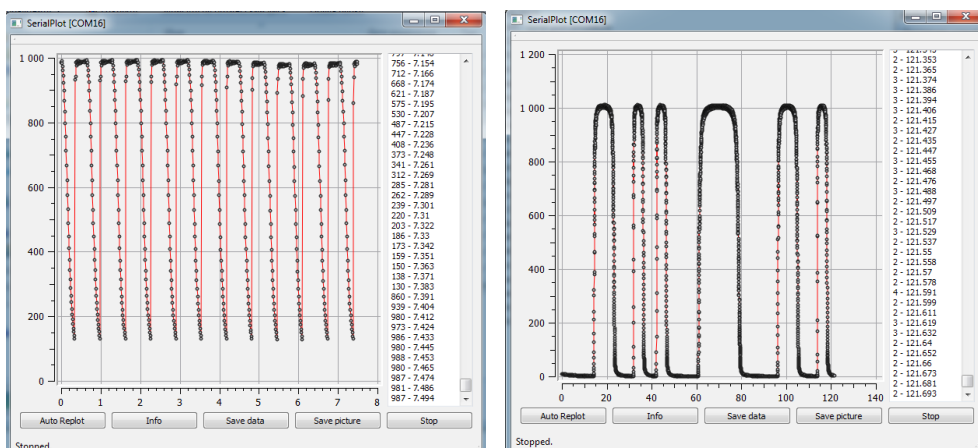 SerialPlot [COM16]
1 000
800
600
400
200
0
0 1 2 3 4 5 6 7 8
756 - 7.154
712 - 7.166
668 - 7.174
621 - 7.187
575 - 7.195
530 - 7.207
487 - 7.215
447 - 7.228
408 - 7.236
373 - 7.248
341 - 7.261
312 - 7.269
285 - 7.281
262 - 7.289
239 - 7.301
220 - 7.31
203 - 7.322
186 - 7.33
173 - 7.342
159 - 7.351
150 - 7.363
138 - 7.371
130 - 7.383
860 - 7.391
939 - 7.404
980 - 7.412
973 - 7.424
986 - 7.433
980 - 7.445
988 - 7.453
980 - 7.465
987 - 7.474
981 - 7.486
987 - 7.494
Auto Replot Info Save data Save picture Stop
Stopped.
SerialPlot [COM16]
1 200
1 000
800
600
400
200
0
0 20 40 60 80 100 120 140
2 - 121.353
2 - 121.365
3 - 121.374
3 - 121.386
3 - 121.394
3 - 121.406
2 - 121.415
3 - 121.427
2 - 121.435
2 - 121.447
3 - 121.455
3 - 121.468
2 - 121.476
3 - 121.488
2 - 121.497
2 - 121.509
2 - 121.517
3 - 121.529
2 - 121.537
2 - 121.55
2 - 121.558
2 - 121.57
2 - 121.578
4 - 121.591
2 - 121.599
2 - 121.611
3 - 121.619
3 - 121.632
2 - 121.64
2 - 121.652
2 - 121.66
2 - 121.673
2 - 121.681
2 - 121.693
Auto Replot Info Save data Save picture Stop
Stopped.